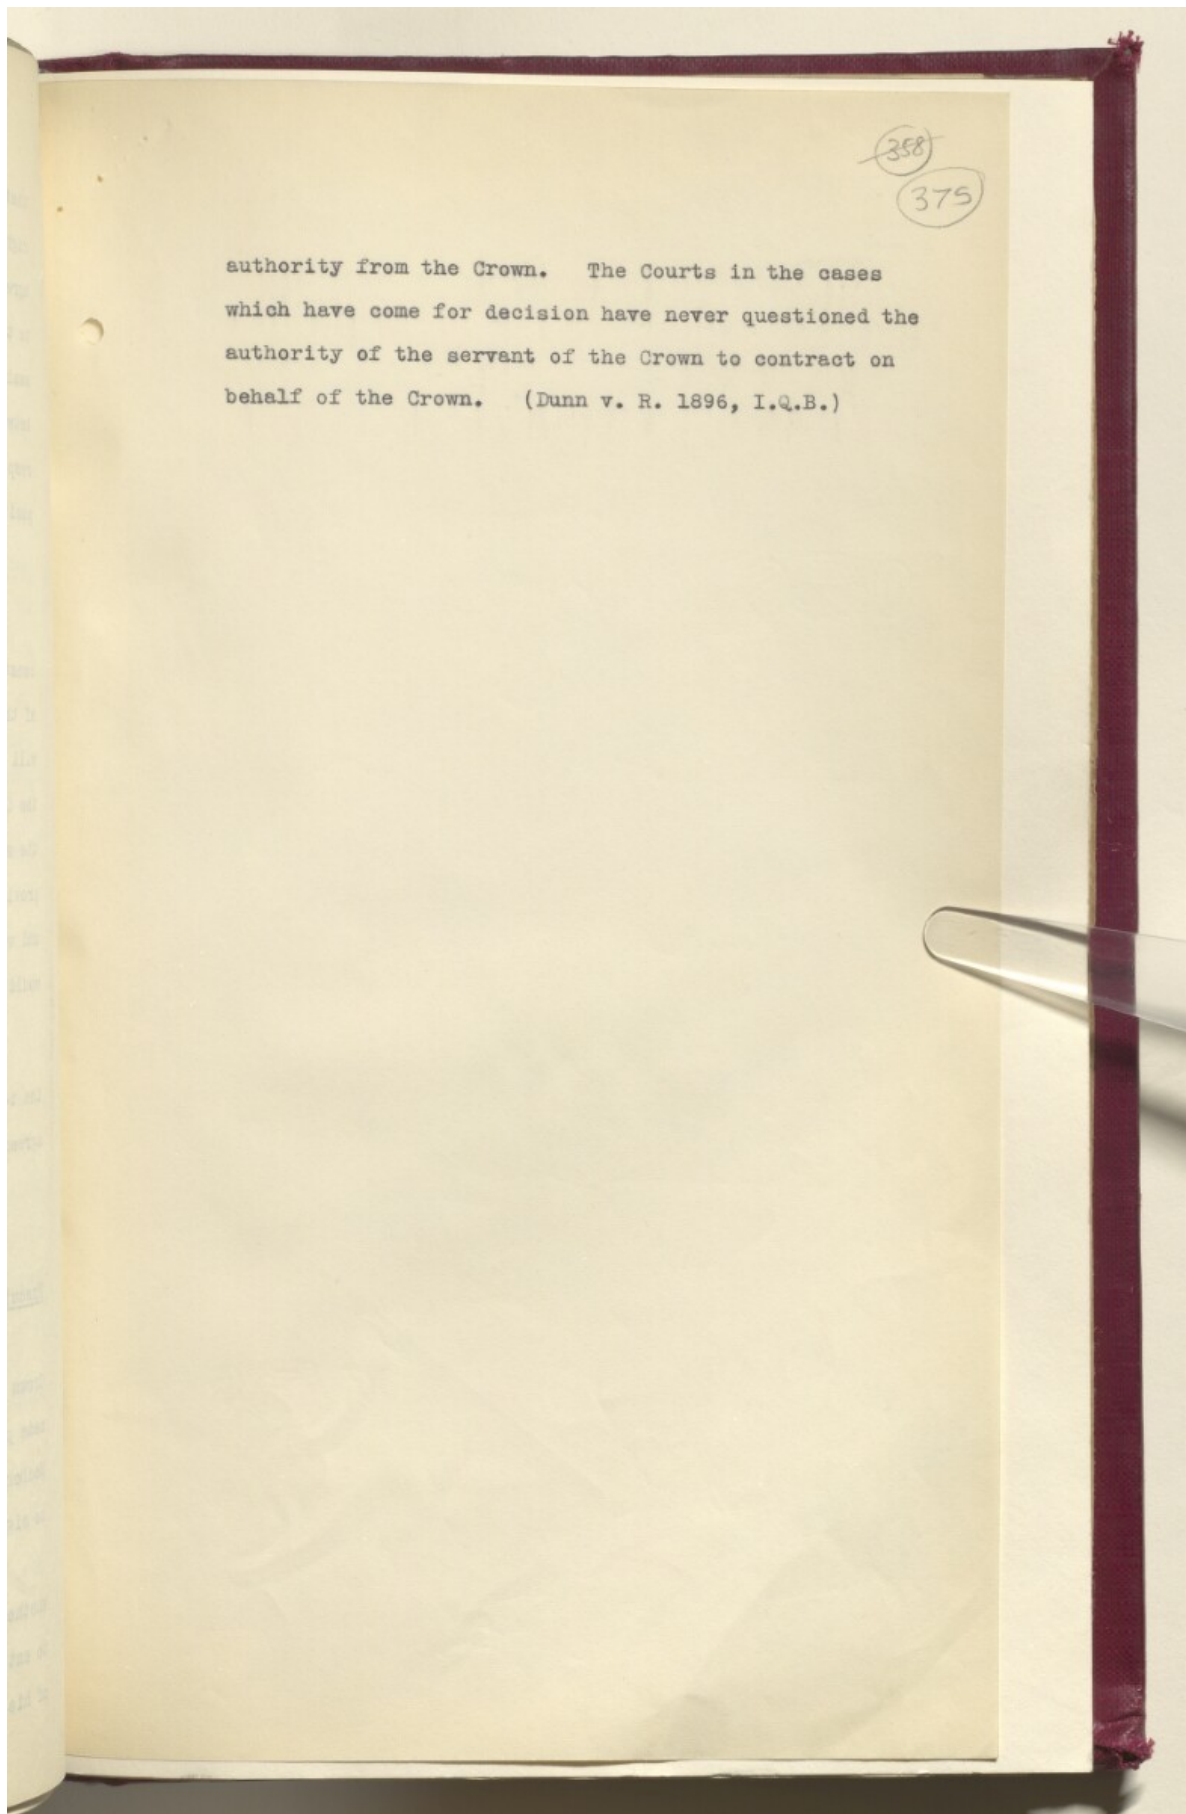 358
375
authority from the Crown.   The Courts in the cases
which have come for decision have never questioned the
authority of the servant of the Crown to contract on
behalf of the Crown.   (Dunn v. R. 1896, I.Q.B.)